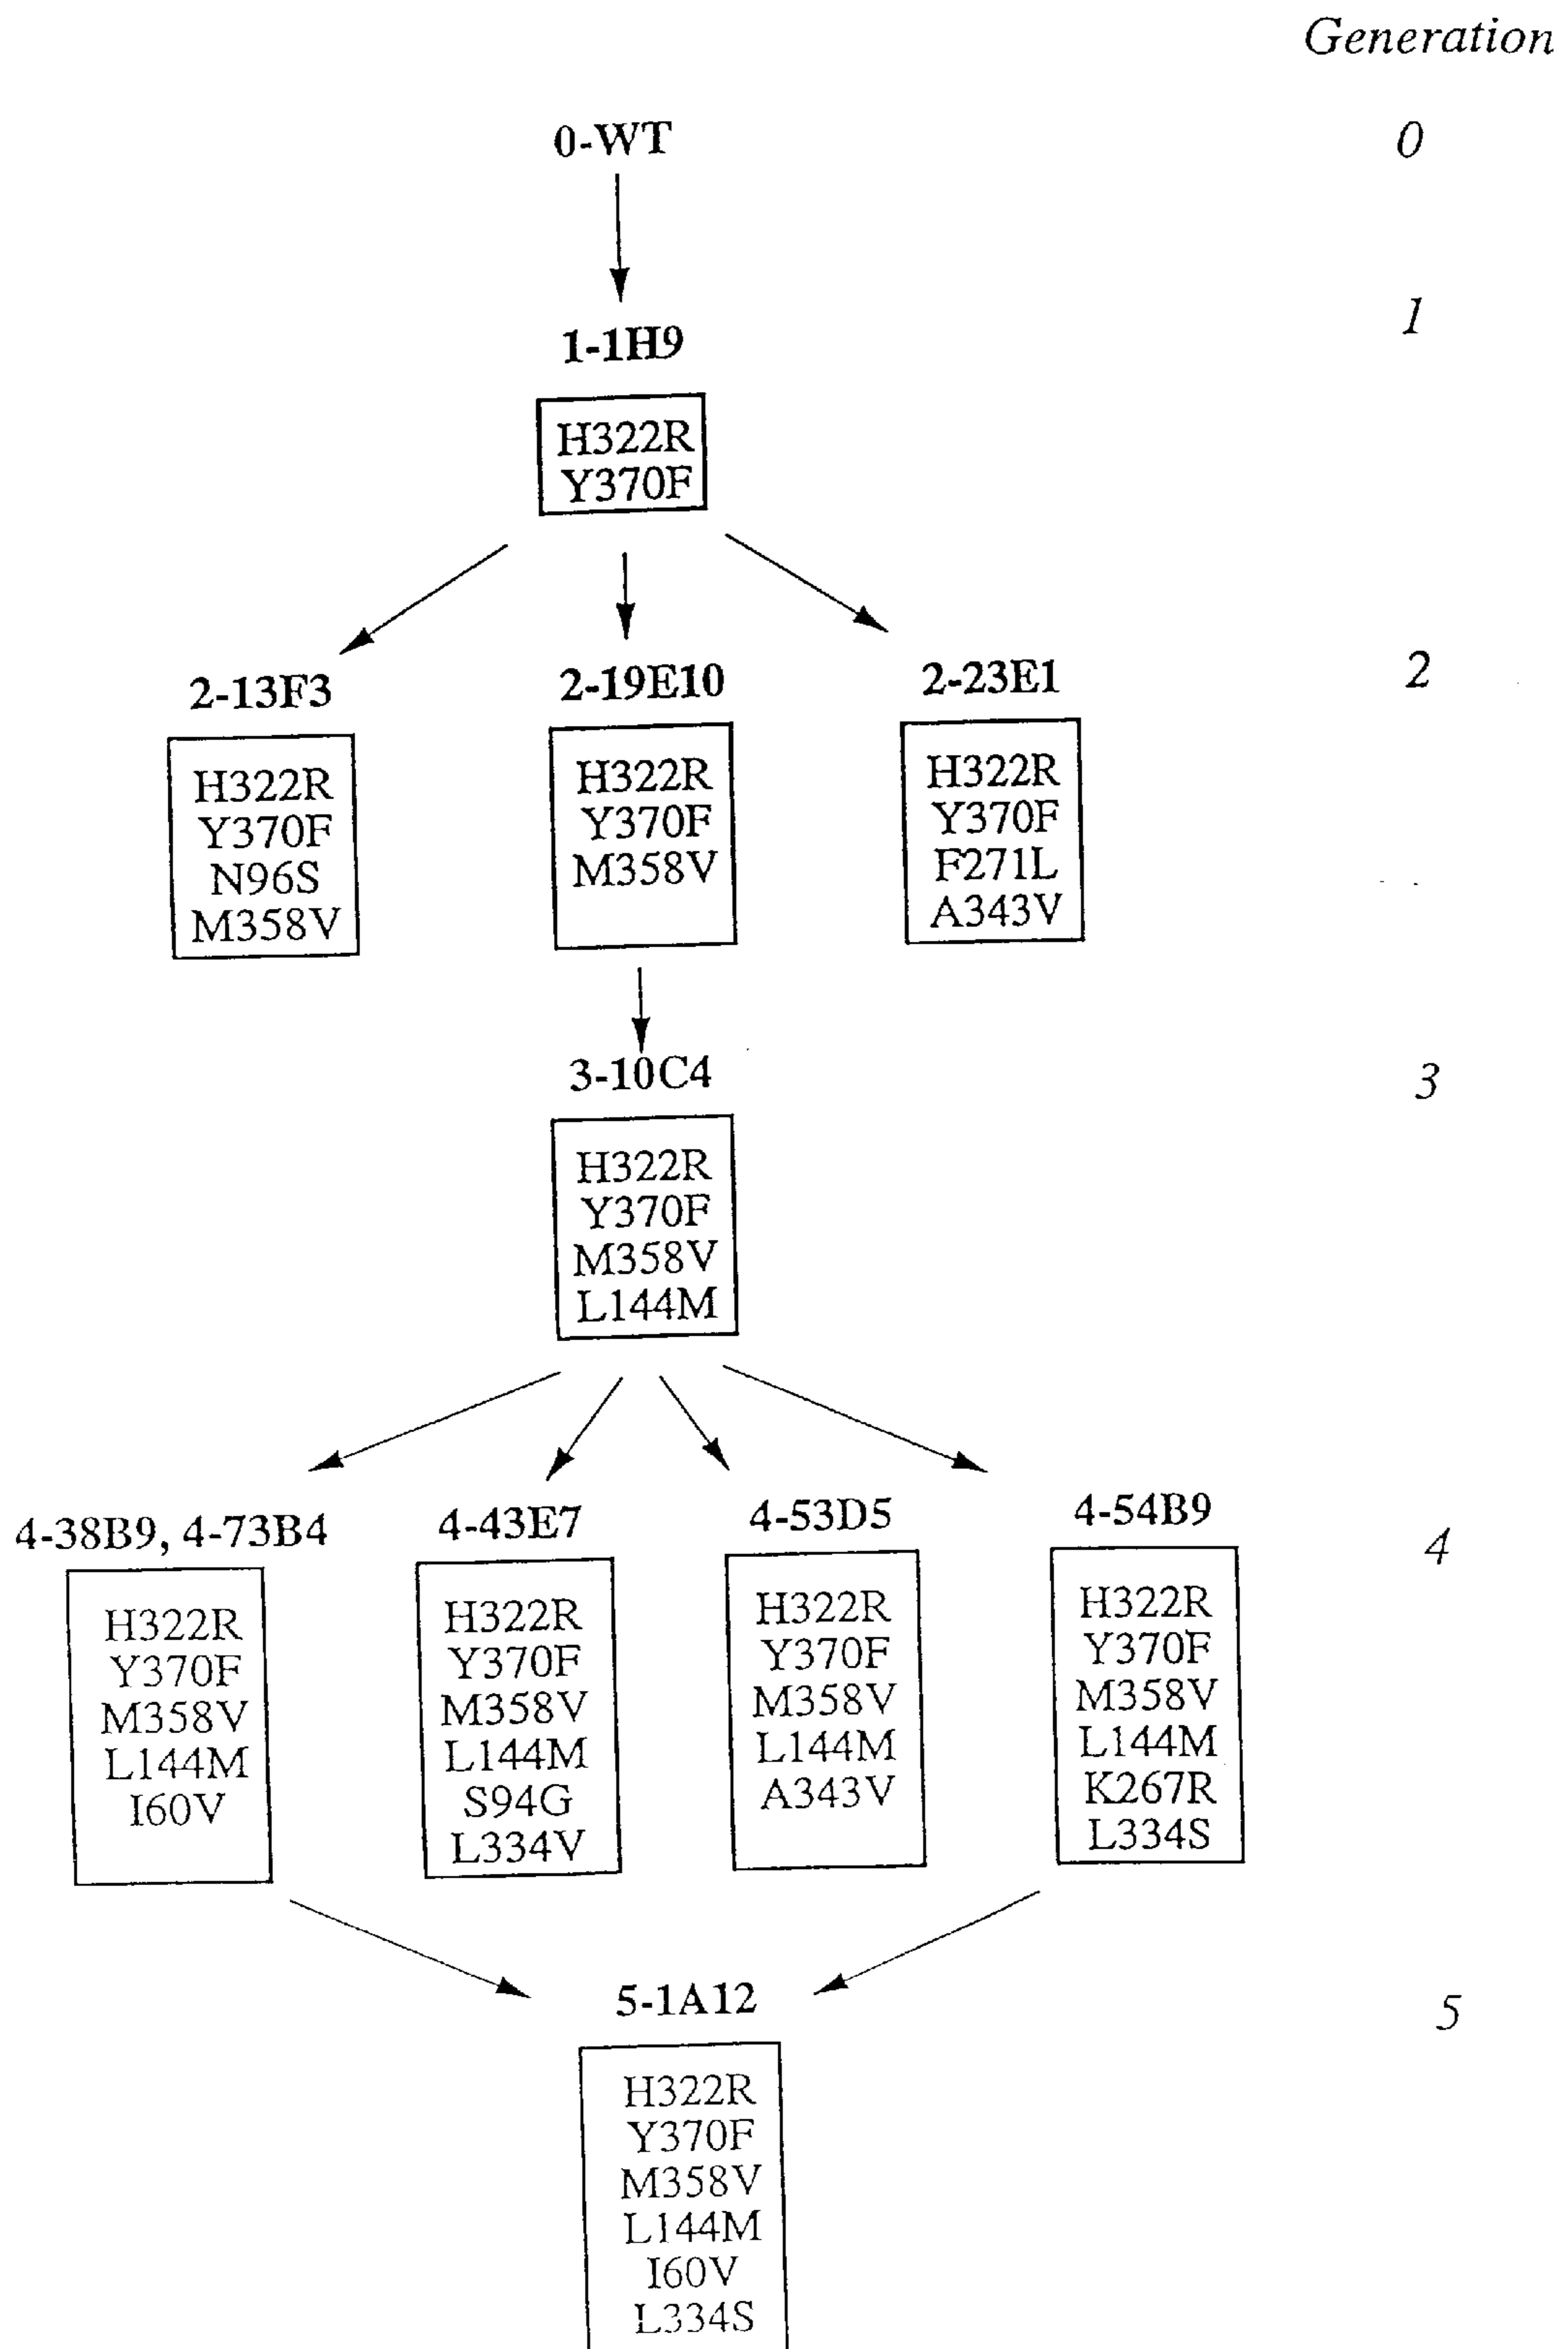 Generation
0-WT
0
1
1-1H9
H322R
Y370F
2-13F3
2-19E10
2-23E1
2
H322R
Y370F
N96S
M358V
H322R
Y370F
M358V
H322R
Y370F
F271L
A343V
3-10C4
3
H322R
Y370F
M358V
L144M
4-38B9, 4-73B4
4-43E7
4-53D5
4-54B9
4
H322R
Y370F
M358V
L144M
I60V
H322R
Y370F
M358V
L144M
S94G
L334V
H322R
Y370F
M358V
L144M
A343V
H322R
Y370F
M358V
L144M
K267R
L334S
5-1A12
5
H322R
Y370F
M358V
L144M
I60V
L334S